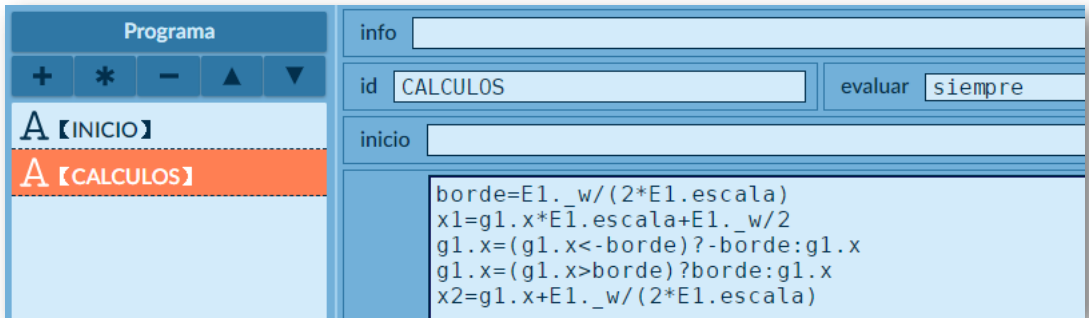 Programa
+ * − ▲ ▼
A 【INICIO】
A 【CALCULOS】
info
id CALCULOS evaluar siempre
inicio
borde=E1._w/(2*E1.escala)
x1=g1.x*E1.escala+E1._w/2
g1.x=(g1.x<-borde)?-borde:g1.x
g1.x=(g1.x>borde)?borde:g1.x
x2=g1.x+E1._w/(2*E1.escala)